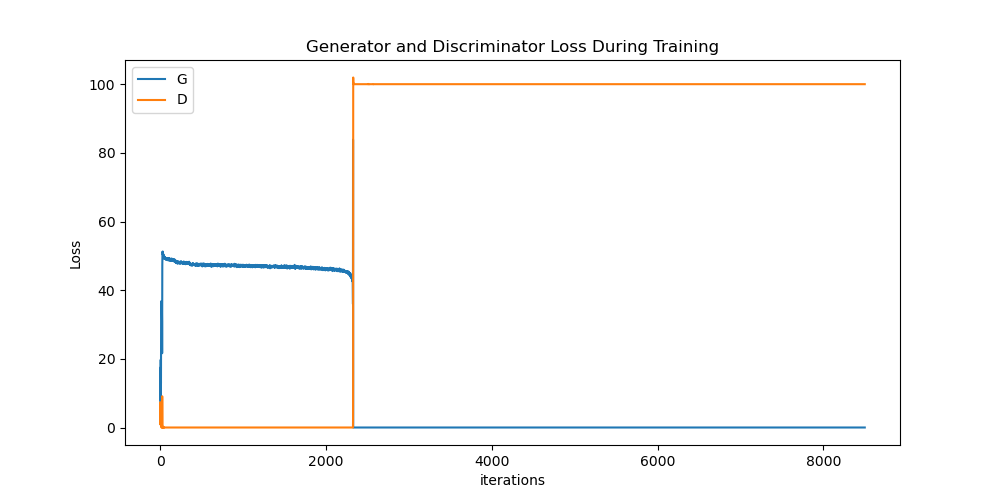 Generator and Discriminator Loss During Training
G
D
100
80
60
40
20
0
Loss
0 2000 4000 6000 8000
iterations